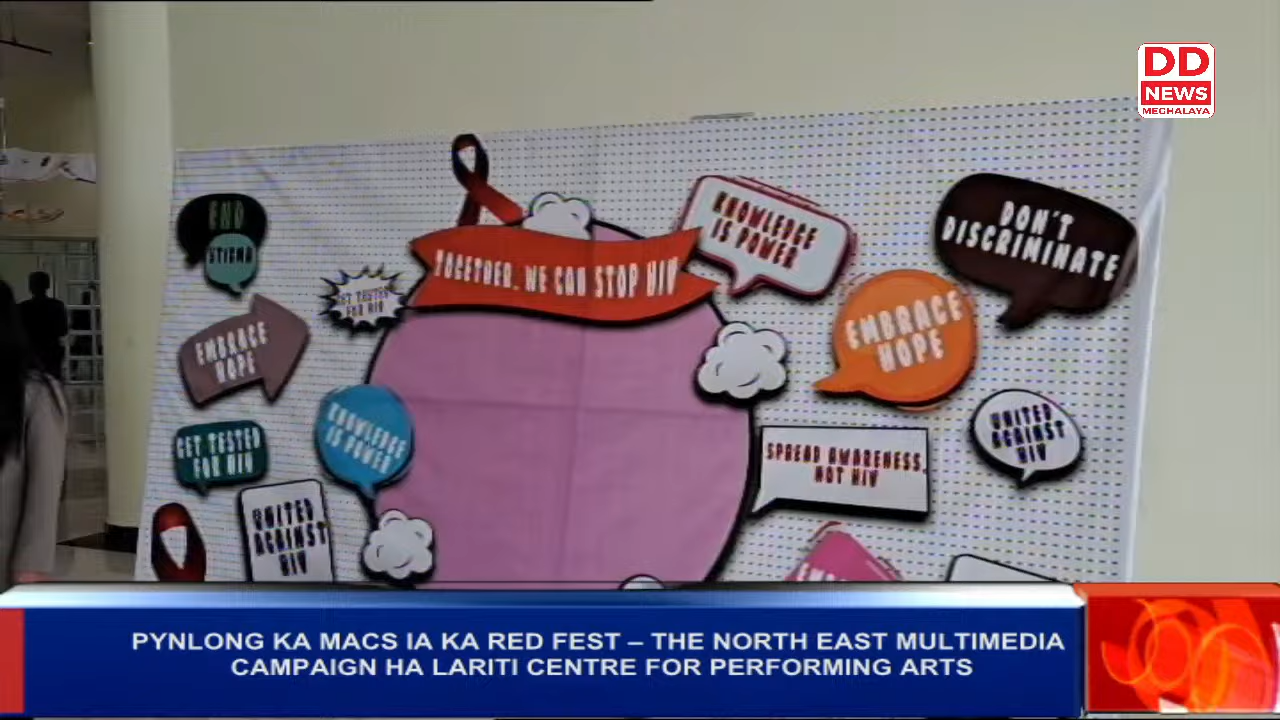 DD
NEWS
MEGHALAYA
END
STIGMA
KNOWLEDGE
IS POWER
DON'T
DISCRIMINATE
TOGETHER, WE CAN STOP HIV
GET TESTED
FOR HIV
EMBRACE
HOPE
EMBRACE
HOPE
KNOWLEDGE
IS POWER
UNITED
AGAINST
HIV
GET TESTED
FOR HIV
SPREAD AWARENESS,
NOT HIV
UNITED
AGAINST
HIV
PYNLONG KA MACS IA KA RED FEST – THE NORTH EAST MULTIMEDIA
CAMPAIGN HA LARITI CENTRE FOR PERFORMING ARTS